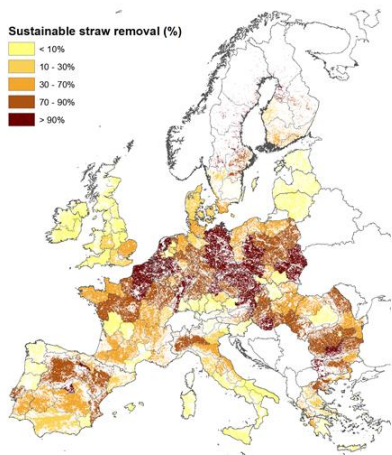 Sustainable straw removal (%)
< 10%
10 - 30%
30 - 70%
70 - 90%
> 90%